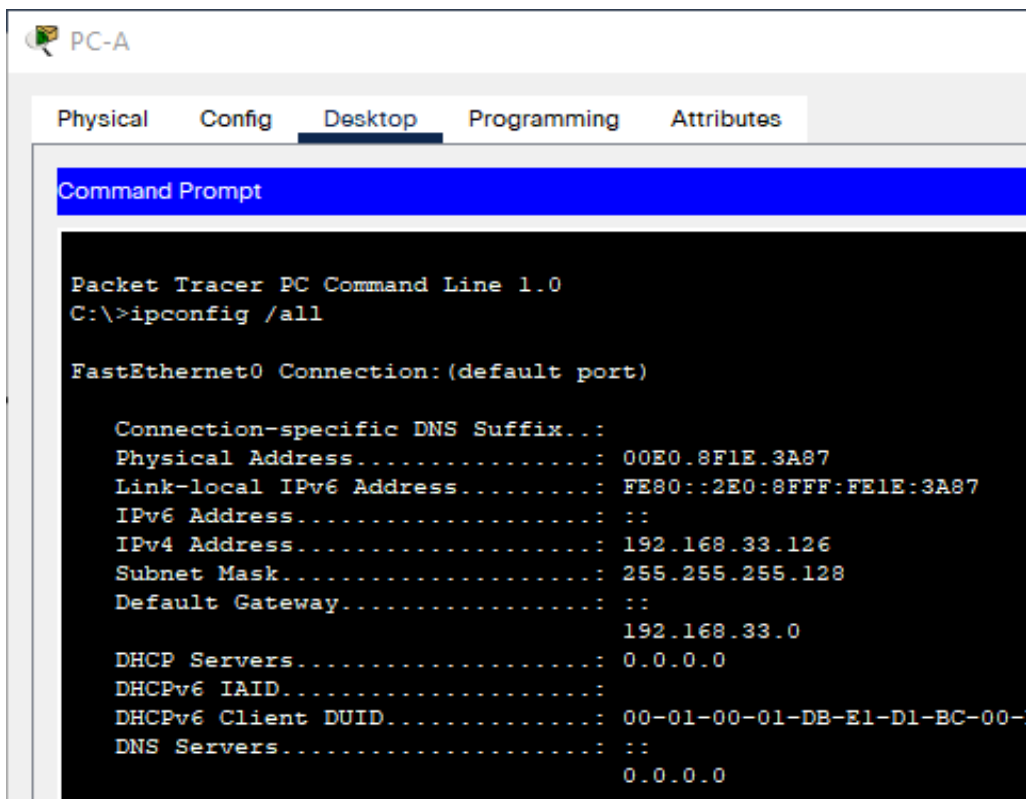 PC-A
Physical Config Desktop Programming Attributes
Command Prompt
Packet Tracer PC Command Line 1.0
C:\>ipconfig /all
FastEthernet0 Connection:(default port)
Connection-specific DNS Suffix..:
Physical Address................: 00E0.8F1E.3A87
Link-local IPv6 Address.........: FE80::2E0:8FFF:FE1E:3A87
IPv6 Address....................: ::
IPv4 Address....................: 192.168.33.126
Subnet Mask.....................: 255.255.255.128
Default Gateway.................: ::
192.168.33.0
DHCP Servers....................: 0.0.0.0
DHCPv6 IAID.....................:
DHCPv6 Client DUID..............: 00-01-00-01-DB-E1-D1-BC-00-
DNS Servers.....................: ::
0.0.0.0